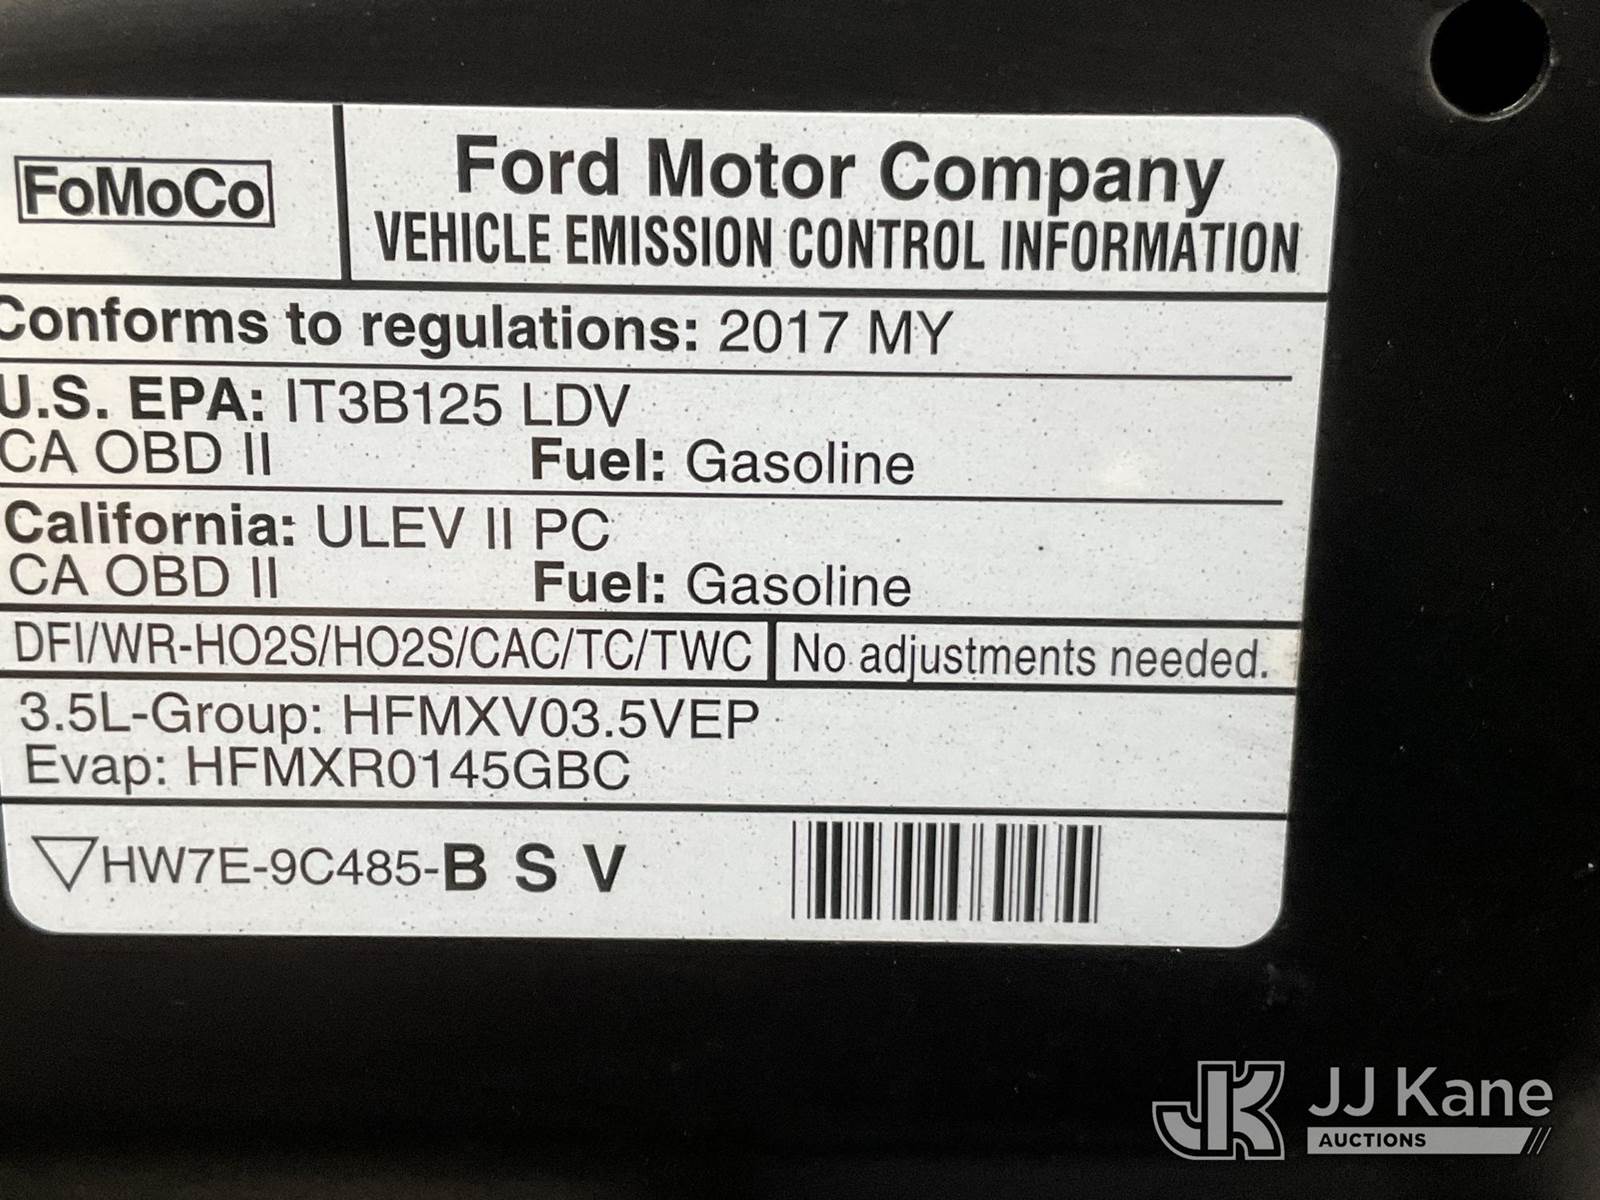 FoMoCo
Ford Motor Company
VEHICLE EMISSION CONTROL INFORMATION
Conforms to regulations: 2017 MY
U.S. EPA: IT3B125 LDV
CA OBD II Fuel: Gasoline
California: ULEV II PC
CA OBD II Fuel: Gasoline
DFI/WR-HO2S/HO2S/CAC/TC/TWC No adjustments needed.
3.5L-Group: HFMXV03.5VEP
Evap: HFMXR0145GBC
HW7E-9C485-B S V
JK JJ Kane
AUCTIONS